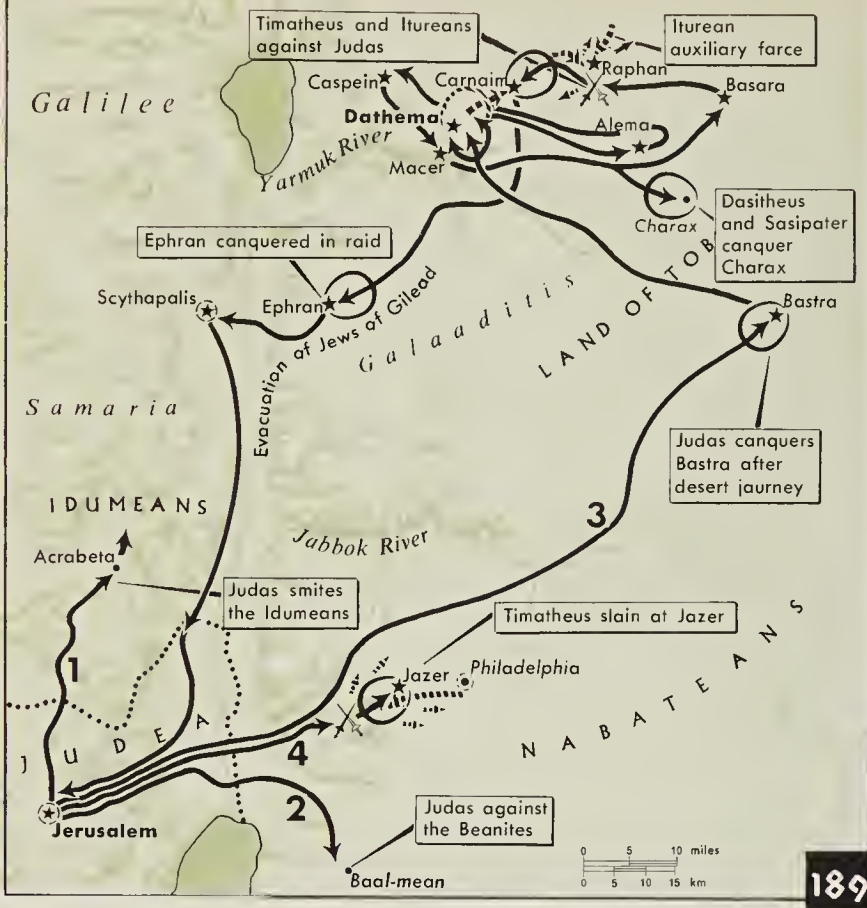 Timatheus and Itureans
against Judas
Iturean
auxiliary farce
Galilee
Caspein
Carnaim
Raphan
Basara
Dathema
Alema
Yarmuk River
Macer
Charax
Dasitheus
and Sasipater
canquer
Charax
Ephran canquered in raid
LAND OF TOB
Scythapalis
Ephran
Galaaditis
Bastra
Evacuation of Jews of Gilead
Samaria
Judas canquers
Bastra after
desert jaurney
IDUMEANS
3
Jabbok River
Acrabeta
Judas smites
the Idumeans
Timatheus slain at Jazer
1
Jazer
Philadelphia
NABATEANS
JUDEA
4
2
Judas against
the Beanites
Jerusalem
Baal-mean
0 5 10 miles
0 5 10 15 km
189